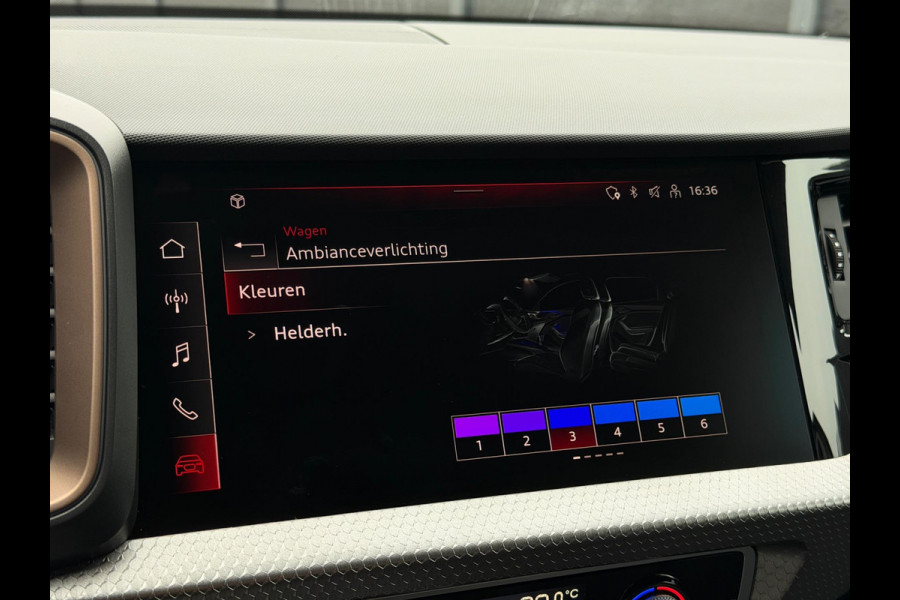 16:36
Wagen
Ambianceverlichting
Kleuren
> Helderh.
1 2 3 4 5 6
°C